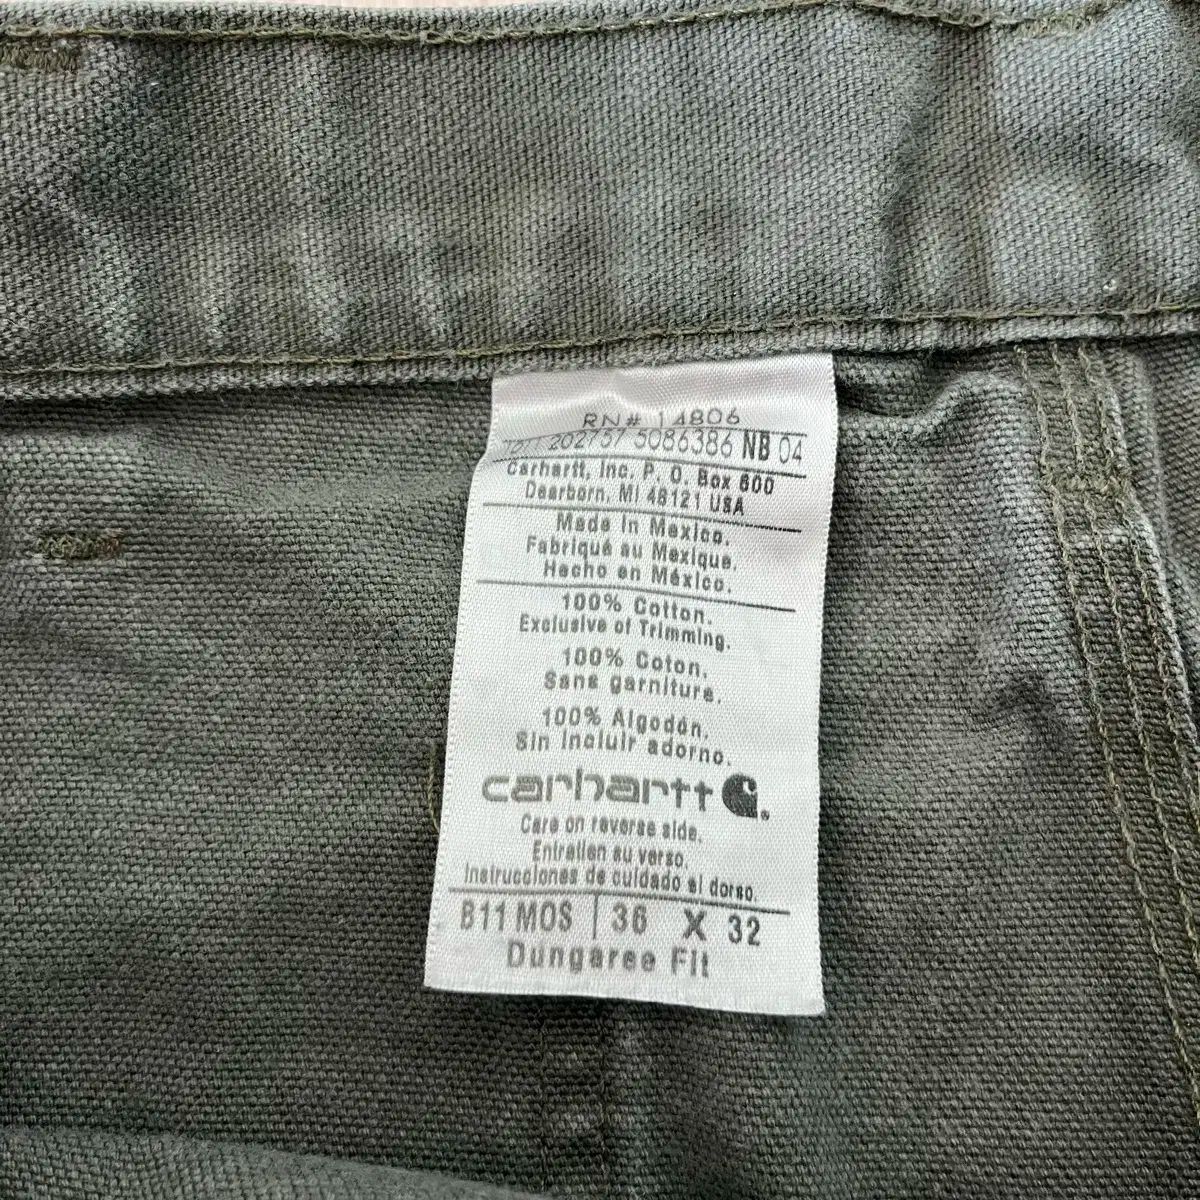 RN# 14806
202757 5086386 NB 04
Carhartt, Inc. P. O. Box 600
Dearborn, MI 48121 USA
Made in Mexico.
Fabriqué au Mexique.
Hecho en México.
100% Cotton.
Exclusive of Trimming.
100% Coton.
Sans garniture.
100% Algodón.
Sin incluir adorno.
carhartt
Care on reverse side.
Entretien au verso.
Instrucciones de cuidado al dorso.
B11 MOS | 36 X 32
Dungaree Fit